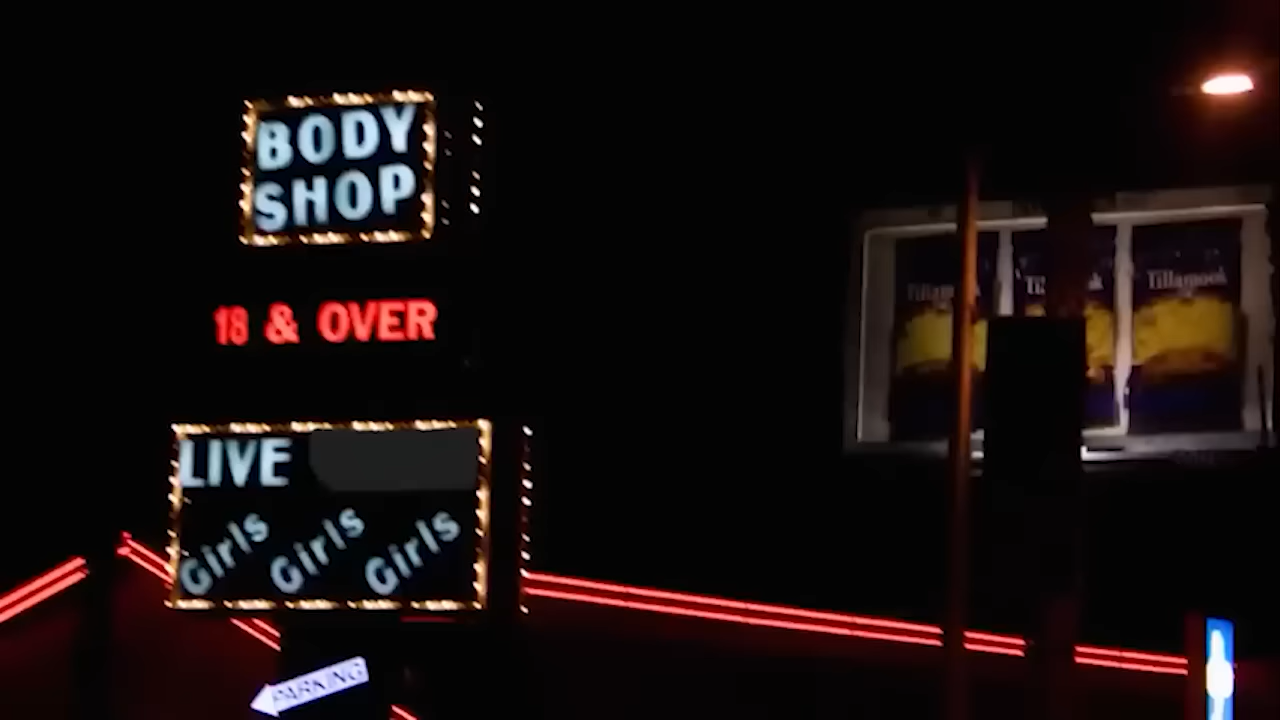 BODY
SHOP
18 & OVER
LIVE
Girls Girls Girls
PARKING
Tillamook